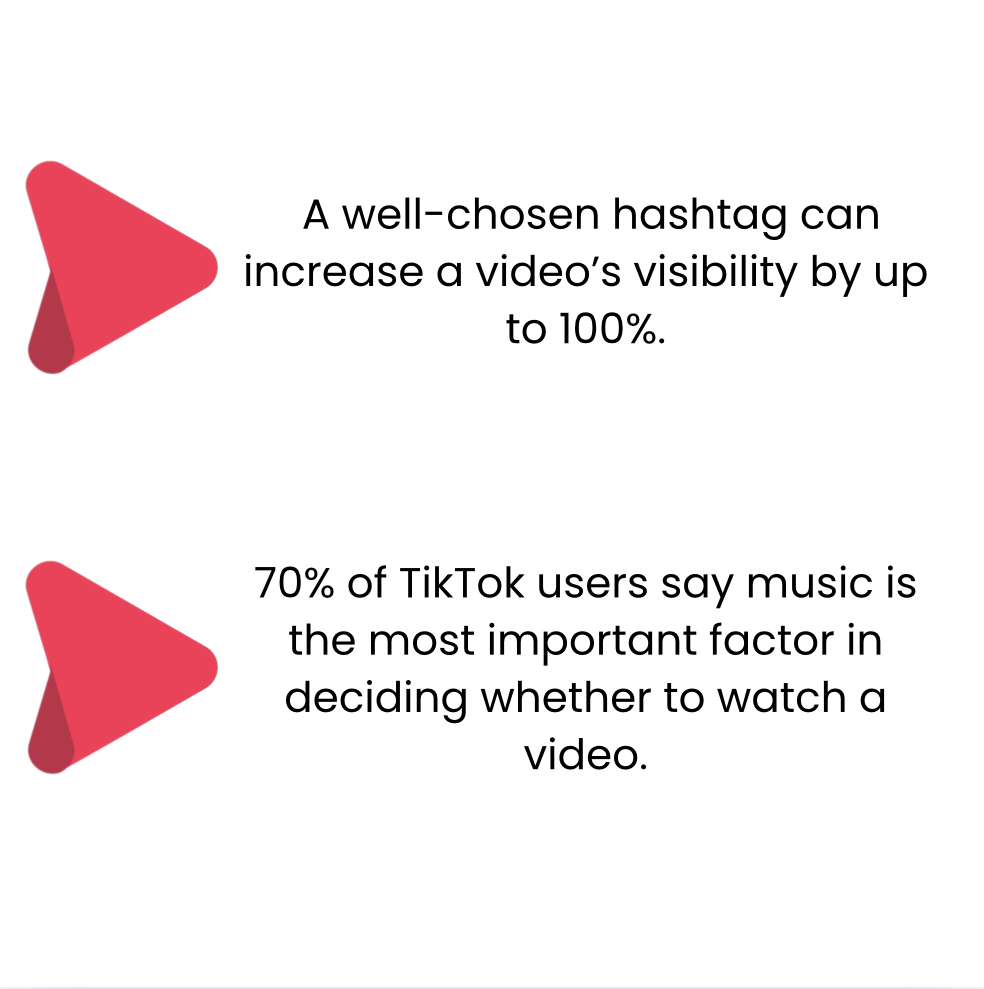 A well-chosen hashtag can
increase a video’s visibility by up
to 100%.
70% of TikTok users say music is
the most important factor in
deciding whether to watch a
video.